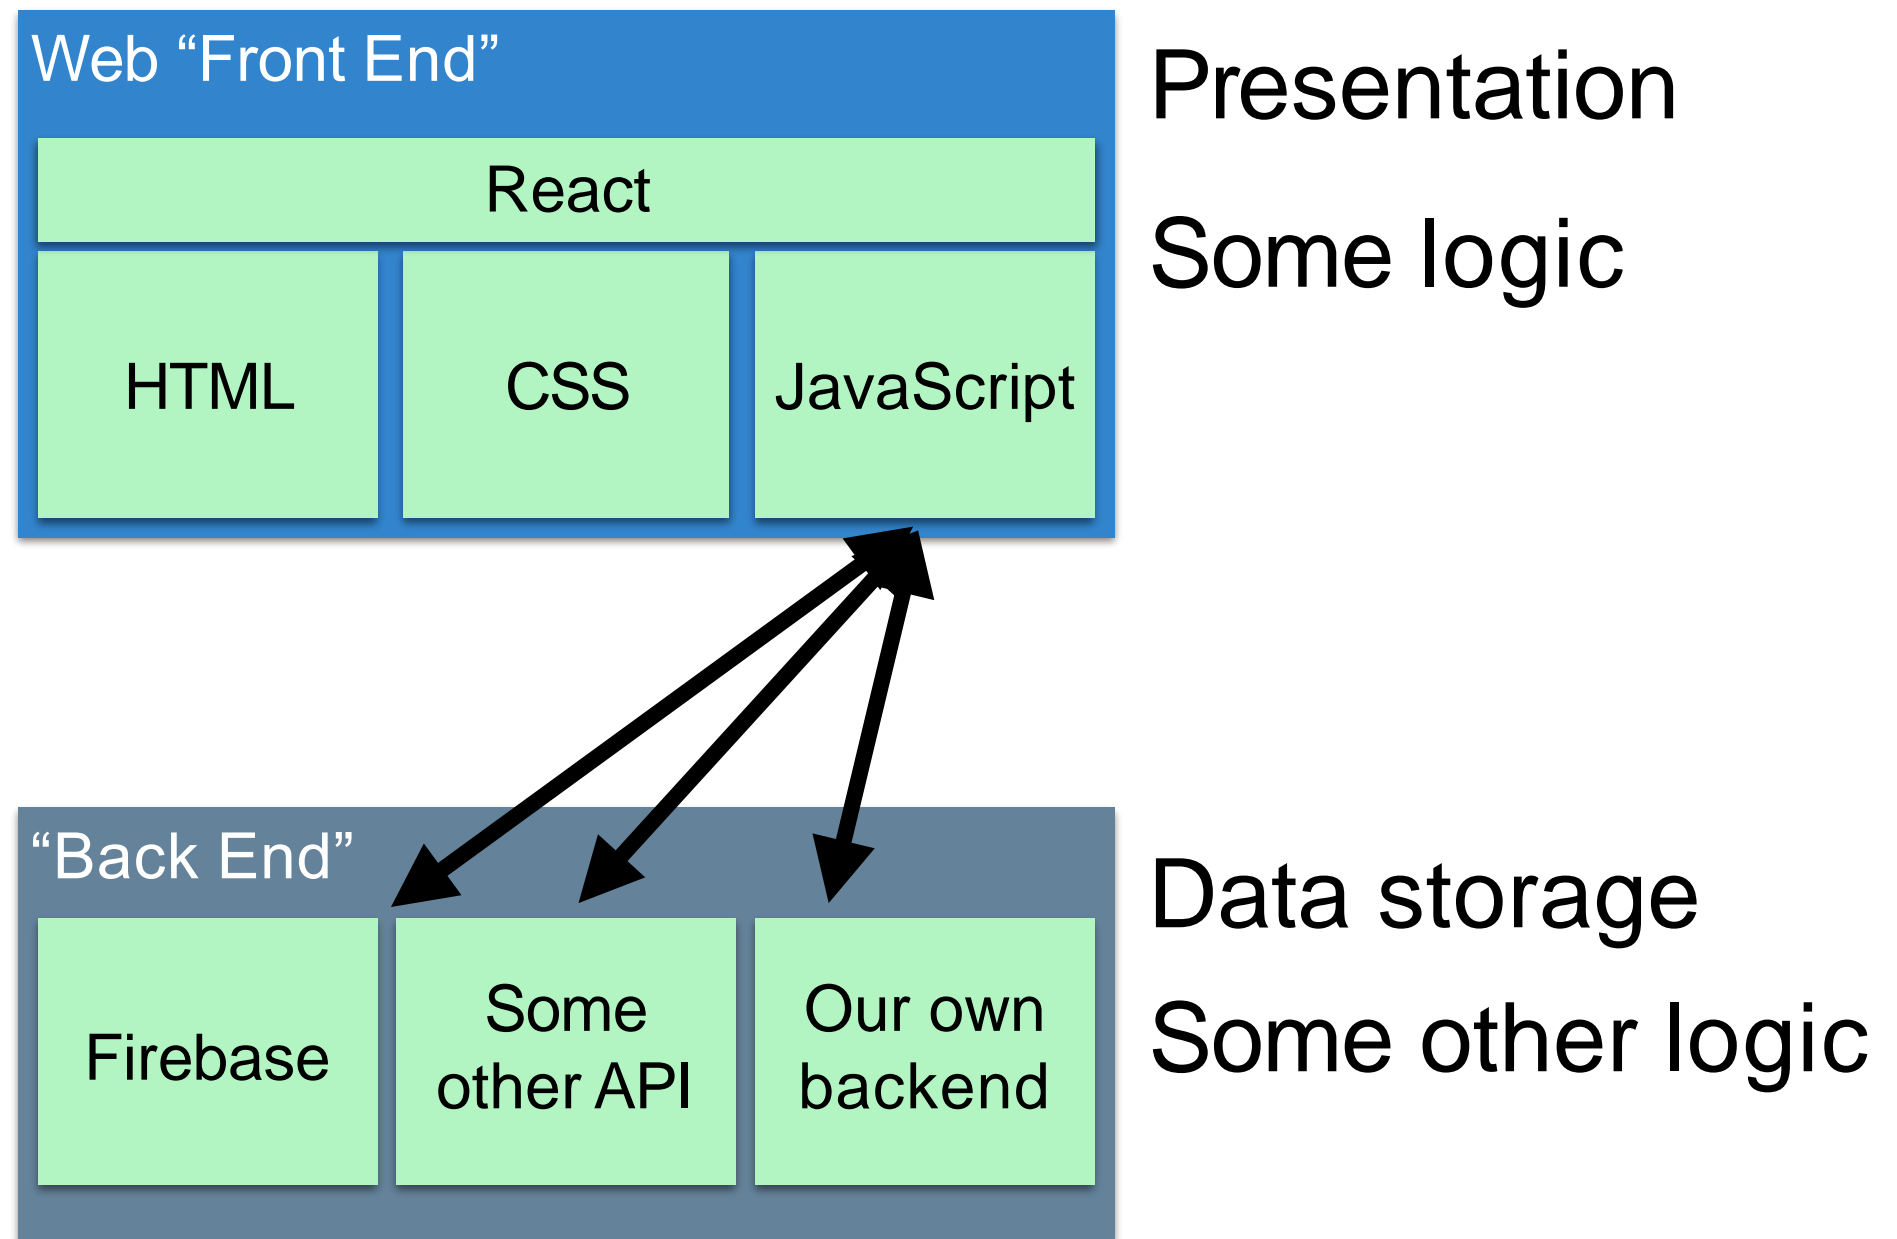 Web “Front End”
React
HTML
CSS
JavaScript
Presentation
Some logic
“Back End”
Firebase
Some
other API
Our own
backend
Data storage
Some other logic